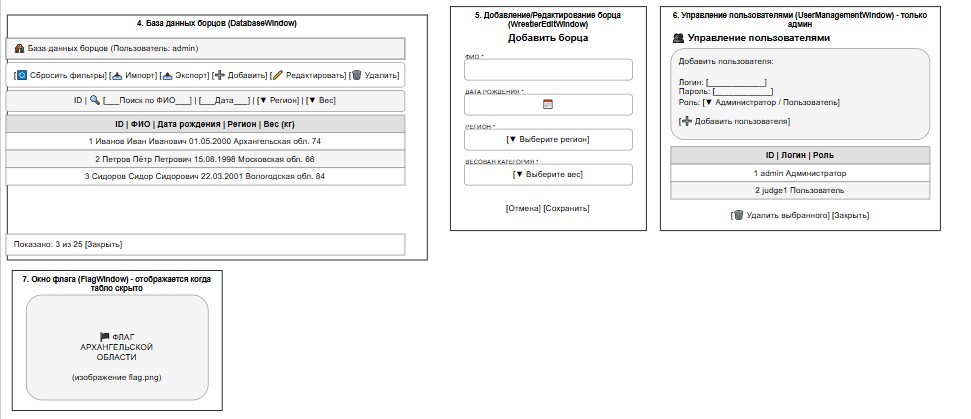 4. База данных борцов (DatabaseWindow)
База данных борцов (Пользователь: admin)
[Сбросить фильтры] [Импорт] [Экспорт] [Добавить] [Редактировать] [Удалить]
ID | [___Поиск по ФИО___] | [___Дата___] | [▼ Регион] | [▼ Вес]
ID | ФИО | Дата рождения | Регион | Вес (кг)
1 Иванов Иван Иванович 01.05.2000 Архангельская обл. 74
2 Петров Пётр Петрович 15.08.1998 Московская обл. 66
3 Сидоров Сидор Сидорович 22.03.2001 Вологодская обл. 84
Показано: 3 из 25 [Закрыть]
5. Добавление/Редактирование борца
(WrestlerEditWindow)
Добавить борца
ФИО *
ДАТА РОЖДЕНИЯ *
РЕГИОН *
[▼ Выберите регион]
ВЕСОВАЯ КАТЕГОРИЯ *
[▼ Выберите вес]
[Отмена] [Сохранить]
6. Управление пользователями (UserManagementWindow) - только
админ
Управление пользователями
Добавить пользователя:
Логин: [____________]
Пароль: [____________]
Роль: [▼ Администратор / Пользователь]
[➕ Добавить пользователя]
ID | Логин | Роль
1 admin Администратор
2 judge1 Пользователь
[Удалить выбранного] [Закрыть]
7. Окно флага (FlagWindow) - отображается когда
табло скрыто
ФЛАГ
АРХАНГЕЛЬСКОЙ
ОБЛАСТИ
(изображение flag.png)